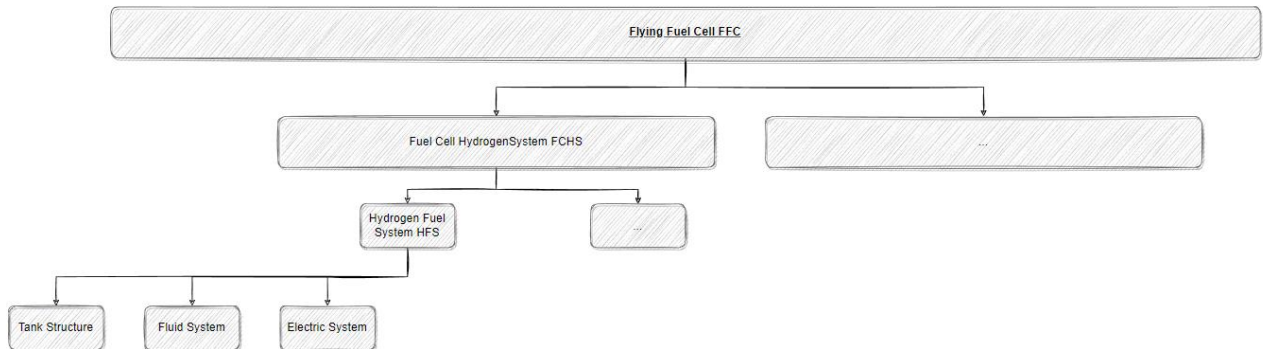 Flying Fuel Cell FFC
Fuel Cell HydrogenSystem FCHS
...
Hydrogen Fuel
System HFS
...
Tank Structure
Fluid System
Electric System